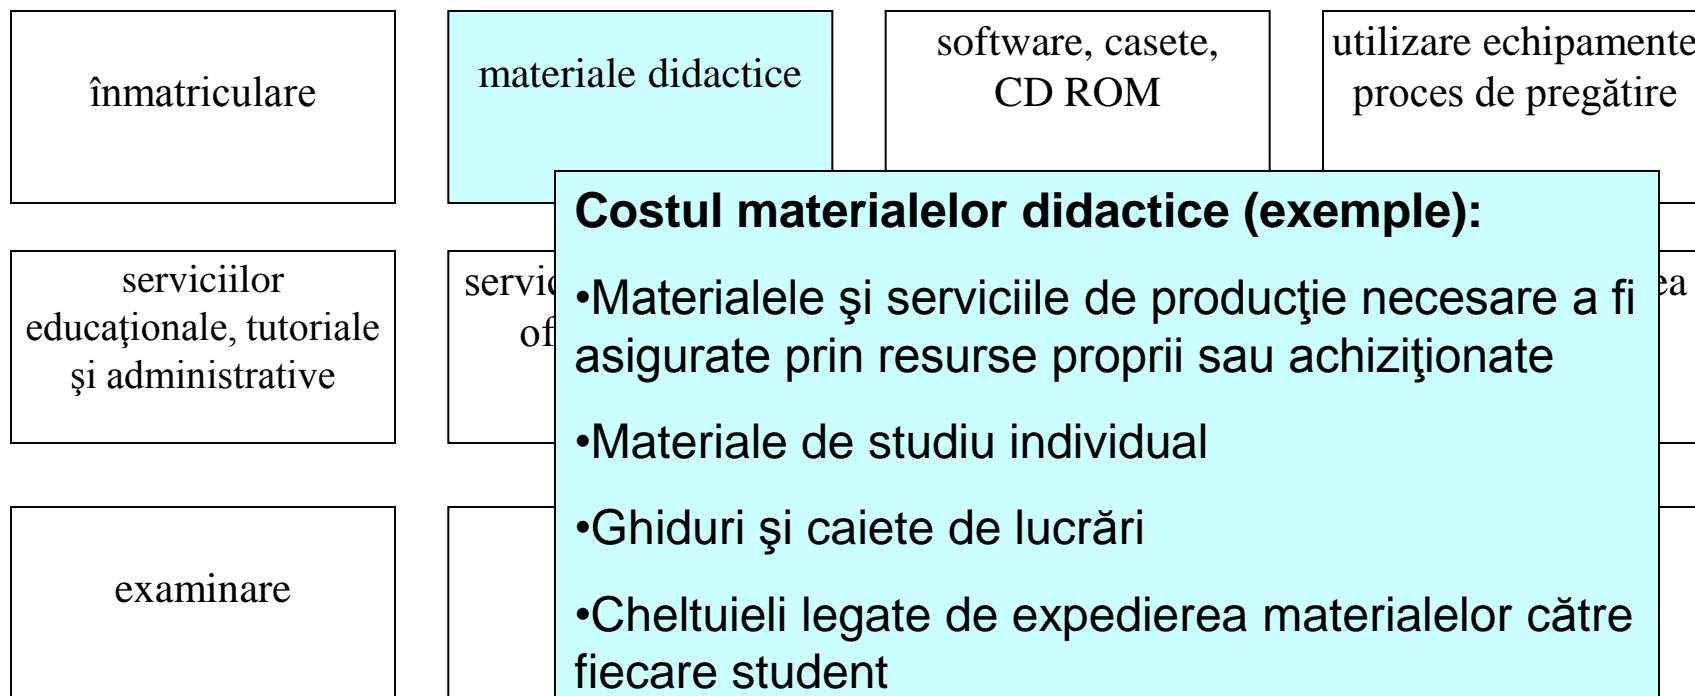 înmatriculare
materiale didactice
software, casete,
CD ROM
utilizare echipamente
proces de pregătire
serviciilor
educaţionale, tutoriale
şi administrative
Costul materialelor didactice (exemple):
•Materialele şi serviciile de producţie necesare a fi
asigurate prin resurse proprii sau achiziţionate
•Materiale de studiu individual
•Ghiduri şi caiete de lucrări
•Cheltuieli legate de expedierea materialelor către
fiecare student
examinare